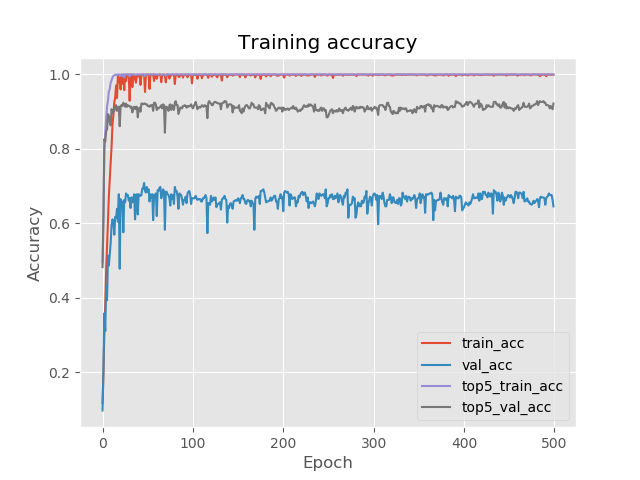 Training accuracy
Accuracy
1.0
0.8
0.6
0.4
0.2
train_acc
val_acc
top5_train_acc
top5_val_acc
0 100 200 300 400 500
Epoch